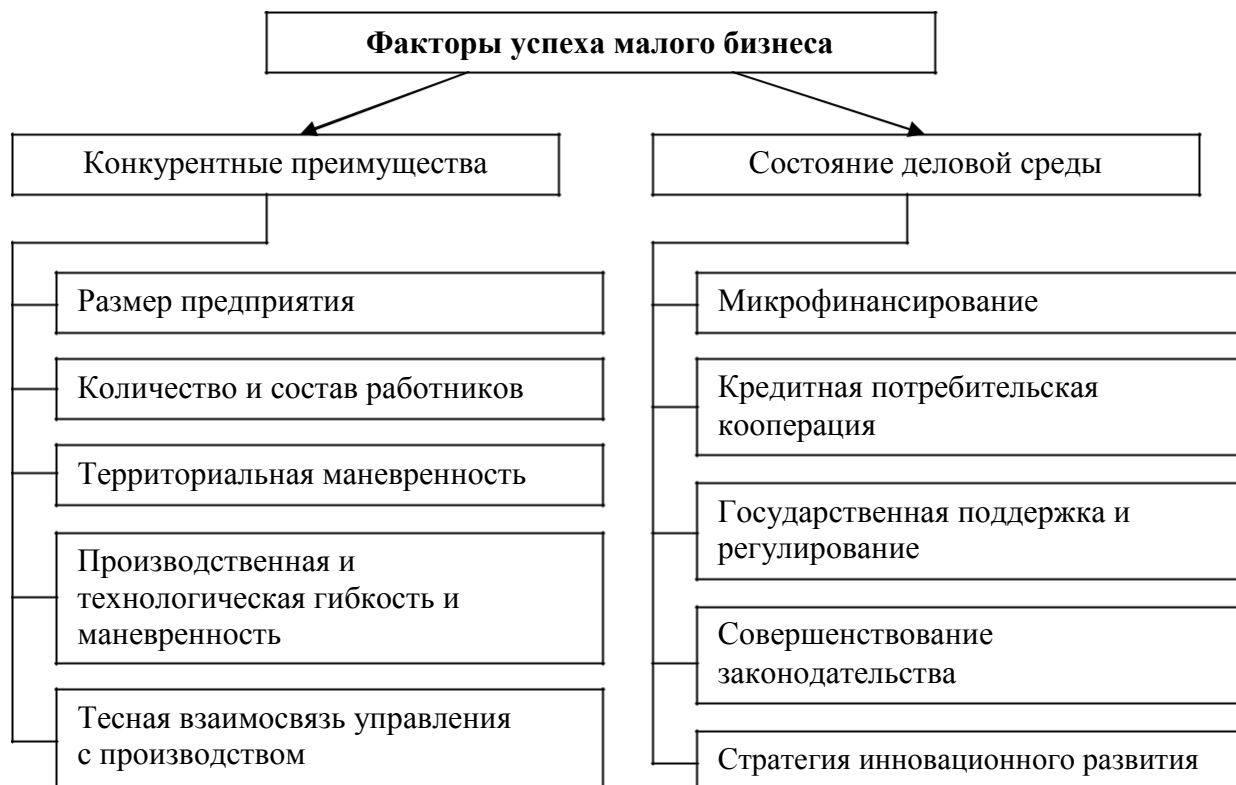 Факторы успеха малого бизнеса
Конкурентные преимущества
Размер предприятия
Количество и состав работников
Территориальная маневренность
Производственная и
технологическая гибкость и
маневренность
Тесная взаимосвязь управления
с производством
Состояние деловой среды
Микрофинансирование
Кредитная потребительская
кооперация
Государственная поддержка и
регулирование
Совершенствование
законодательства
Стратегия инновационного развития